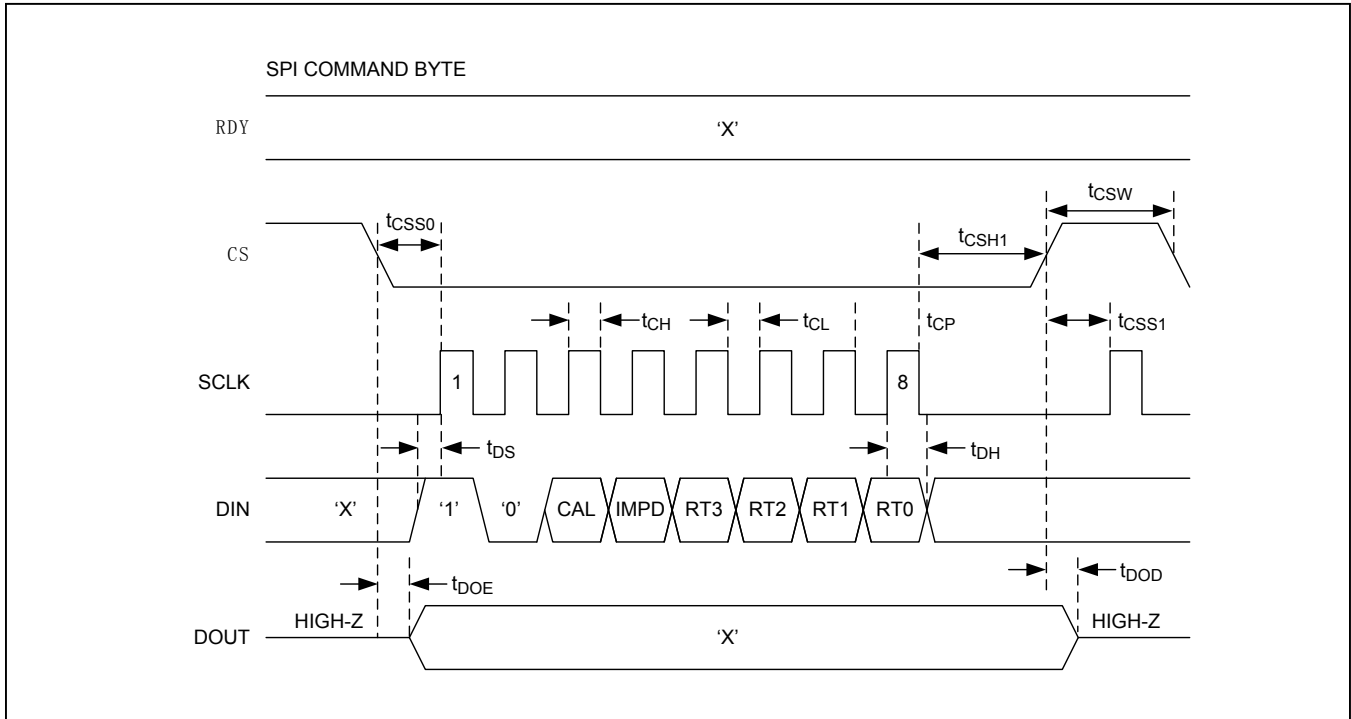 SPI COMMAND BYTE
RDY
‘X’
CS
tCSS0
tCSH1
tCSW
tCH
tCL
tCP
tCSS1
SCLK
1
8
tDS
tDH
DIN
‘X’
‘1’
‘0’
CAL
IMPD
RT3
RT2
RT1
RT0
tDOE
tDOD
DOUT
HIGH-Z
‘X’
HIGH-Z